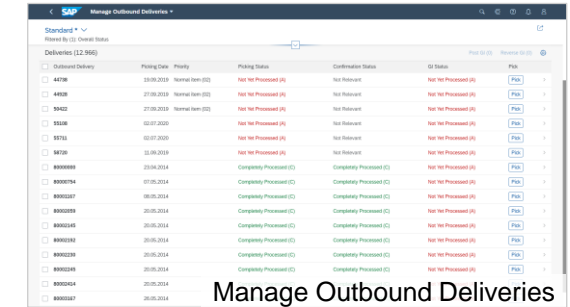 SAP Manage Outbound Deliveries
Standard *
Filtered By (1): Overall Status
Deliveries (12.966) Post GI (0) Reverse GI (0)
Outbound Delivery Picking Date Priority Picking Status Confirmation Status GI Status Pick
44738 19.09.2019 Normal Item (02) Not Yet Processed (A) Not Relevant Not Yet Processed (A) Pick
44928 27.09.2019 Normal Item (02) Not Yet Processed (A) Not Relevant Not Yet Processed (A) Pick
50422 27.09.2019 Normal Item (02) Not Yet Processed (A) Not Relevant Not Yet Processed (A) Pick
55108 02.07.2020 Not Yet Processed (A) Not Relevant Not Yet Processed (A) Pick
55711 02.07.2020 Not Yet Processed (A) Not Relevant Not Yet Processed (A) Pick
56720 11.09.2019 Not Yet Processed (A) Not Relevant Not Yet Processed (A) Pick
23.04.2014 Completely Processed (C) Completely Processed (C) Not Yet Processed (A) Pick
80000754 07.05.2014 Completely Processed (C) Completely Processed (C) Not Yet Processed (A) Pick
08.05.2014 Completely Processed (C) Completely Processed (C) Not Yet Processed (A) Pick
80002059 20.05.2014 Completely Processed (C) Completely Processed (C) Not Yet Processed (A) Pick
80002145 20.05.2014 Completely Processed (C) Completely Processed (C) Not Yet Processed (A) Pick
80002192 20.05.2014 Completely Processed (C) Completely Processed (C) Not Yet Processed (A) Pick
80002230 20.05.2014 Completely Processed (C) Completely Processed (C) Not Yet Processed (A) Pick
80002249 20.05.2014 Completely Processed (C) Completely Processed (C) Not Yet Processed (A) Pick
80002414 20.05.2014
80003167 26.05.2014
Manage Outbound Deliveries